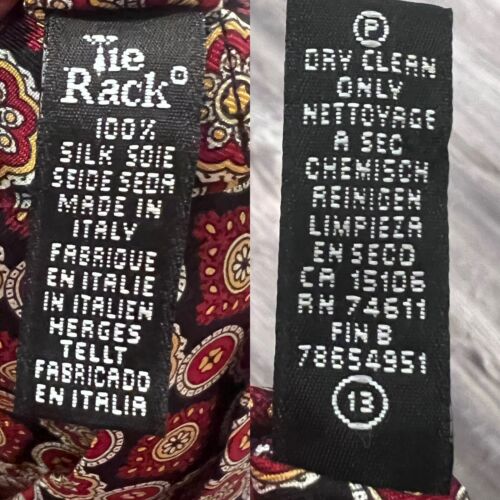 Tie
Rack®
100%
SILK SOIE
SEIDE SEDA
MADE IN
ITALY
FABRIQUE
EN ITALIE
IN ITALIEN
HERGES
TELLT
FABRICADO
EN ITALIA
P
DRY CLEAN
ONLY
NETTOYAGE
A SEC
CHEMISCH
REINIGEN
LIMPIEZA
EN SECO
CA 15106
RN 74611
FIN B
78654951
13